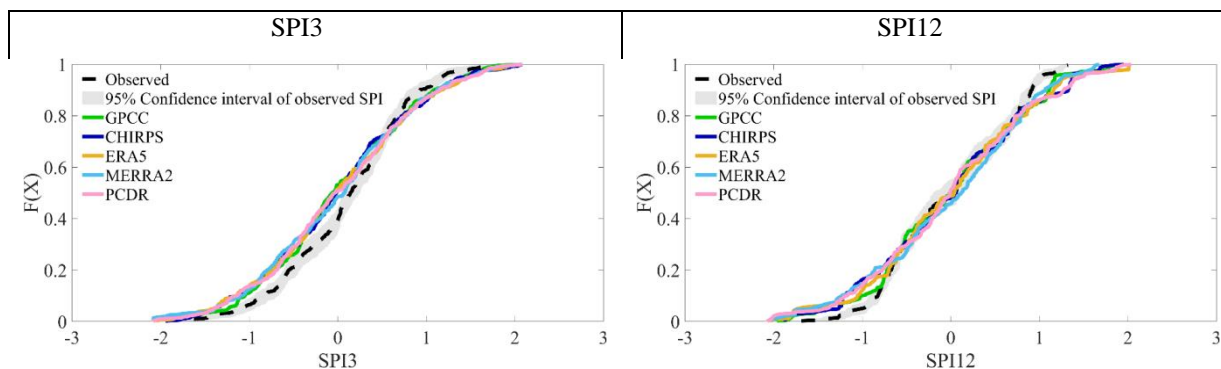 SPI3
SPI12
1
0.8
0.6
0.4
0.2
0
F(X)
Observed
95% Confidence interval of observed SPI
GPCC
CHIRPS
ERA5
MERRA2
PCDR
-3 -2 -1 0 1 2 3
SPI3
1
0.8
0.6
0.4
0.2
0
F(X)
Observed
95% Confidence interval of observed SPI
GPCC
CHIRPS
ERA5
MERRA2
PCDR
-3 -2 -1 0 1 2 3
SPI12